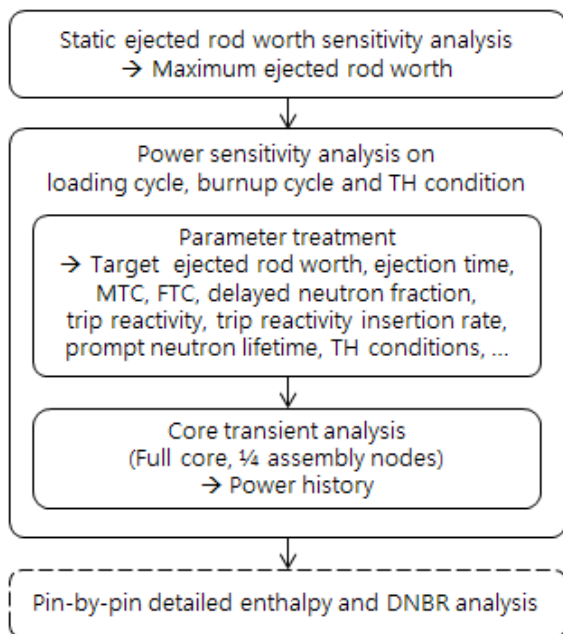 Static ejected rod worth sensitivity analysis
→ Maximum ejected rod worth
Power sensitivity analysis on
loading cycle, burnup cycle and TH condition
Parameter treatment
→ Target ejected rod worth, ejection time,
MTC, FTC, delayed neutron fraction,
trip reactivity, trip reactivity insertion rate,
prompt neutron lifetime, TH conditions, ...
Core transient analysis
(Full core, ¼ assembly nodes)
→ Power history
Pin-by-pin detailed enthalpy and DNBR analysis